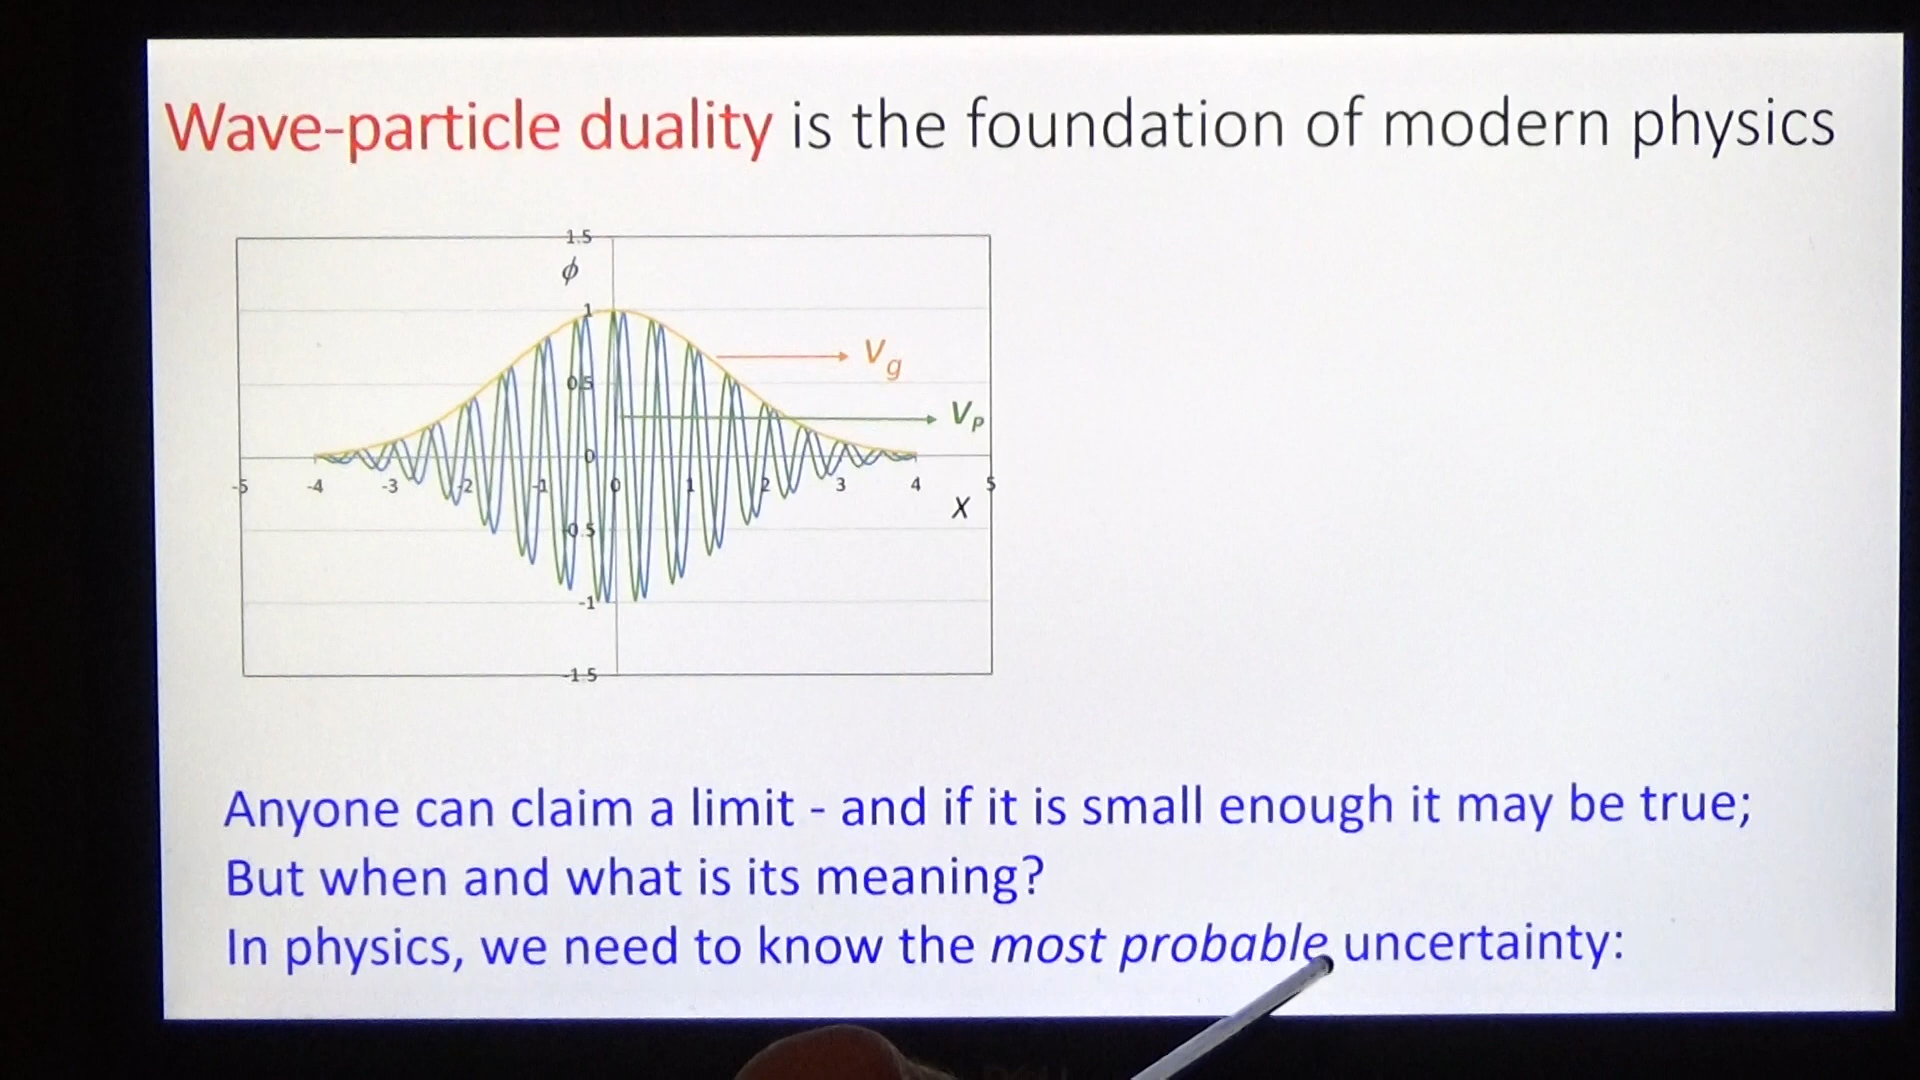 Wave-particle duality is the foundation of modern physics
1.5
ϕ
1
V_g
0.5
V_P
0
-5 -4 -3 -2 -1 0 1 2 3 4 5
X
-0.5
-1
-1.5
Anyone can claim a limit - and if it is small enough it may be true;
But when and what is its meaning?
In physics, we need to know the most probable uncertainty: